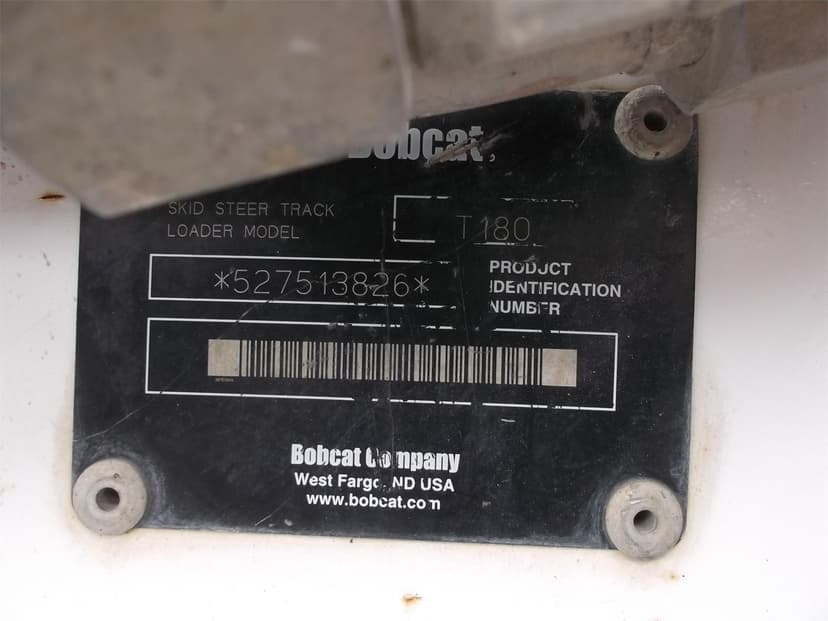 Bobcat
SKID STEER TRACK
LOADER MODEL
T180
*527513826*
PRODUCT
IDENTIFICATION
NUMBER
Bobcat Company
West Fargo, ND USA
www.bobcat.com